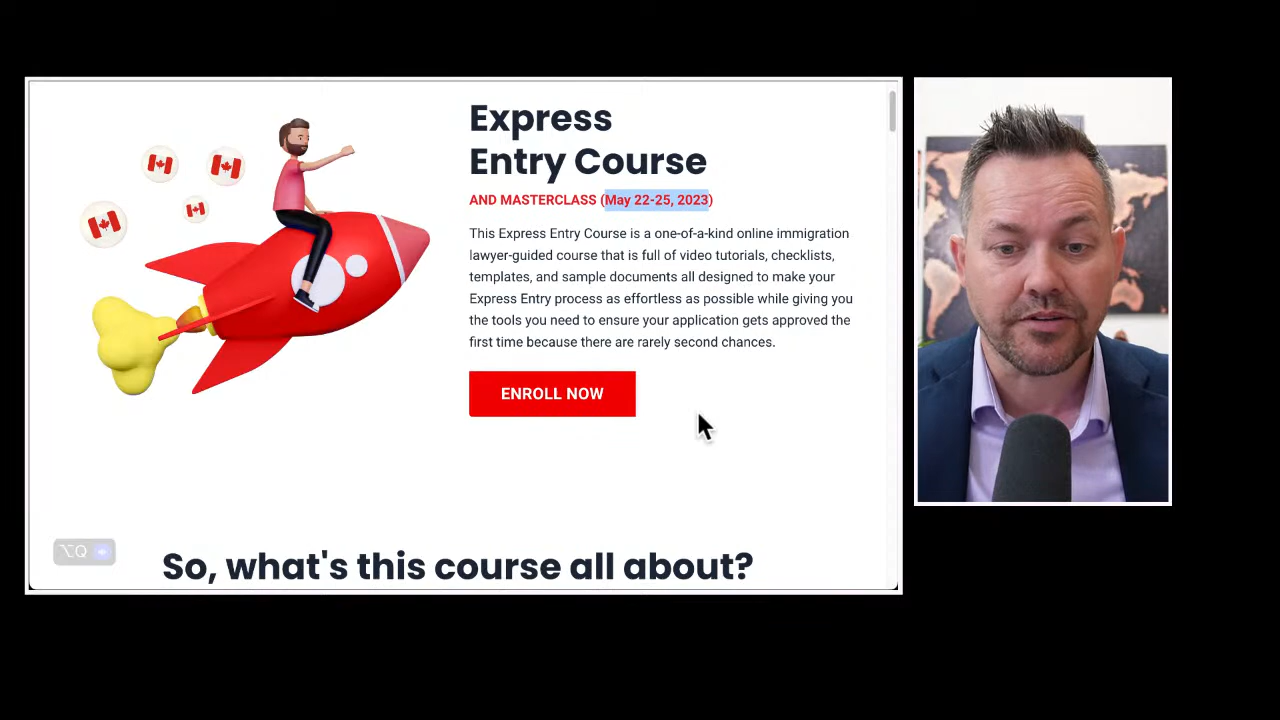 Express
Entry Course
AND MASTERCLASS (May 22-25, 2023)
This Express Entry Course is a one-of-a-kind online immigration
lawyer-guided course that is full of video tutorials, checklists,
templates, and sample documents all designed to make your
Express Entry process as effortless as possible while giving you
the tools you need to ensure your application gets approved the
first time because there are rarely second chances.
ENROLL NOW
⌥Q
So, what's this course all about?